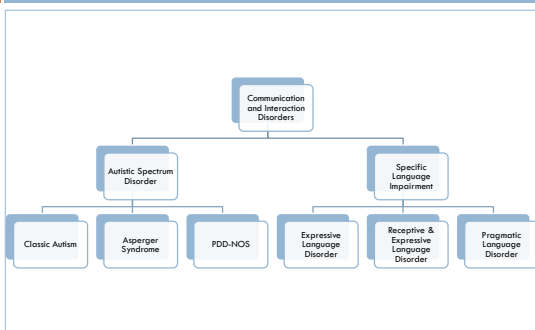 Communication
and Interaction
Disorders
Autistic Spectrum
Disorder
Specific
Language
Impairment
Classic Autism
Asperger
Syndrome
PDD-NOS
Expressive
Language
Disorder
Receptive &
Expressive
Language
Disorder
Pragmatic
Language
Disorder